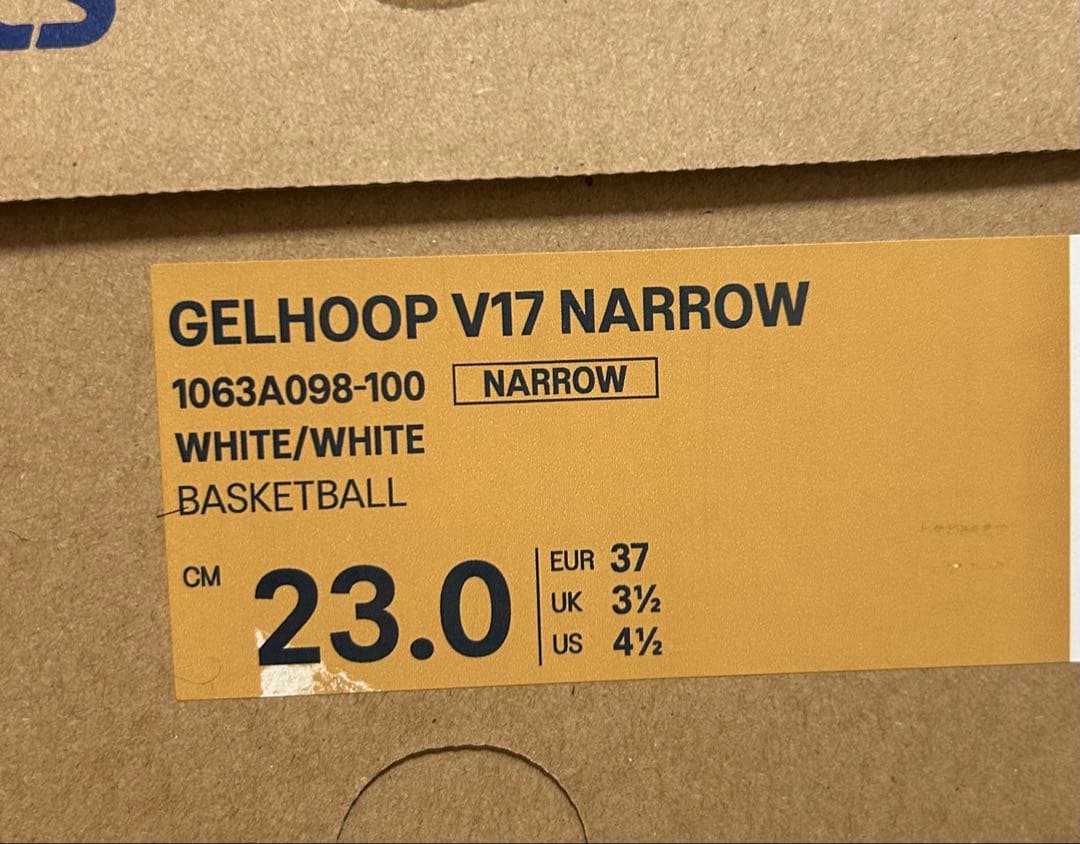 GELHOOP V17 NARROW
1063A098-100 NARROW
WHITE/WHITE
BASKETBALL
CM 23.0
EUR 37
UK 3½
US 4½